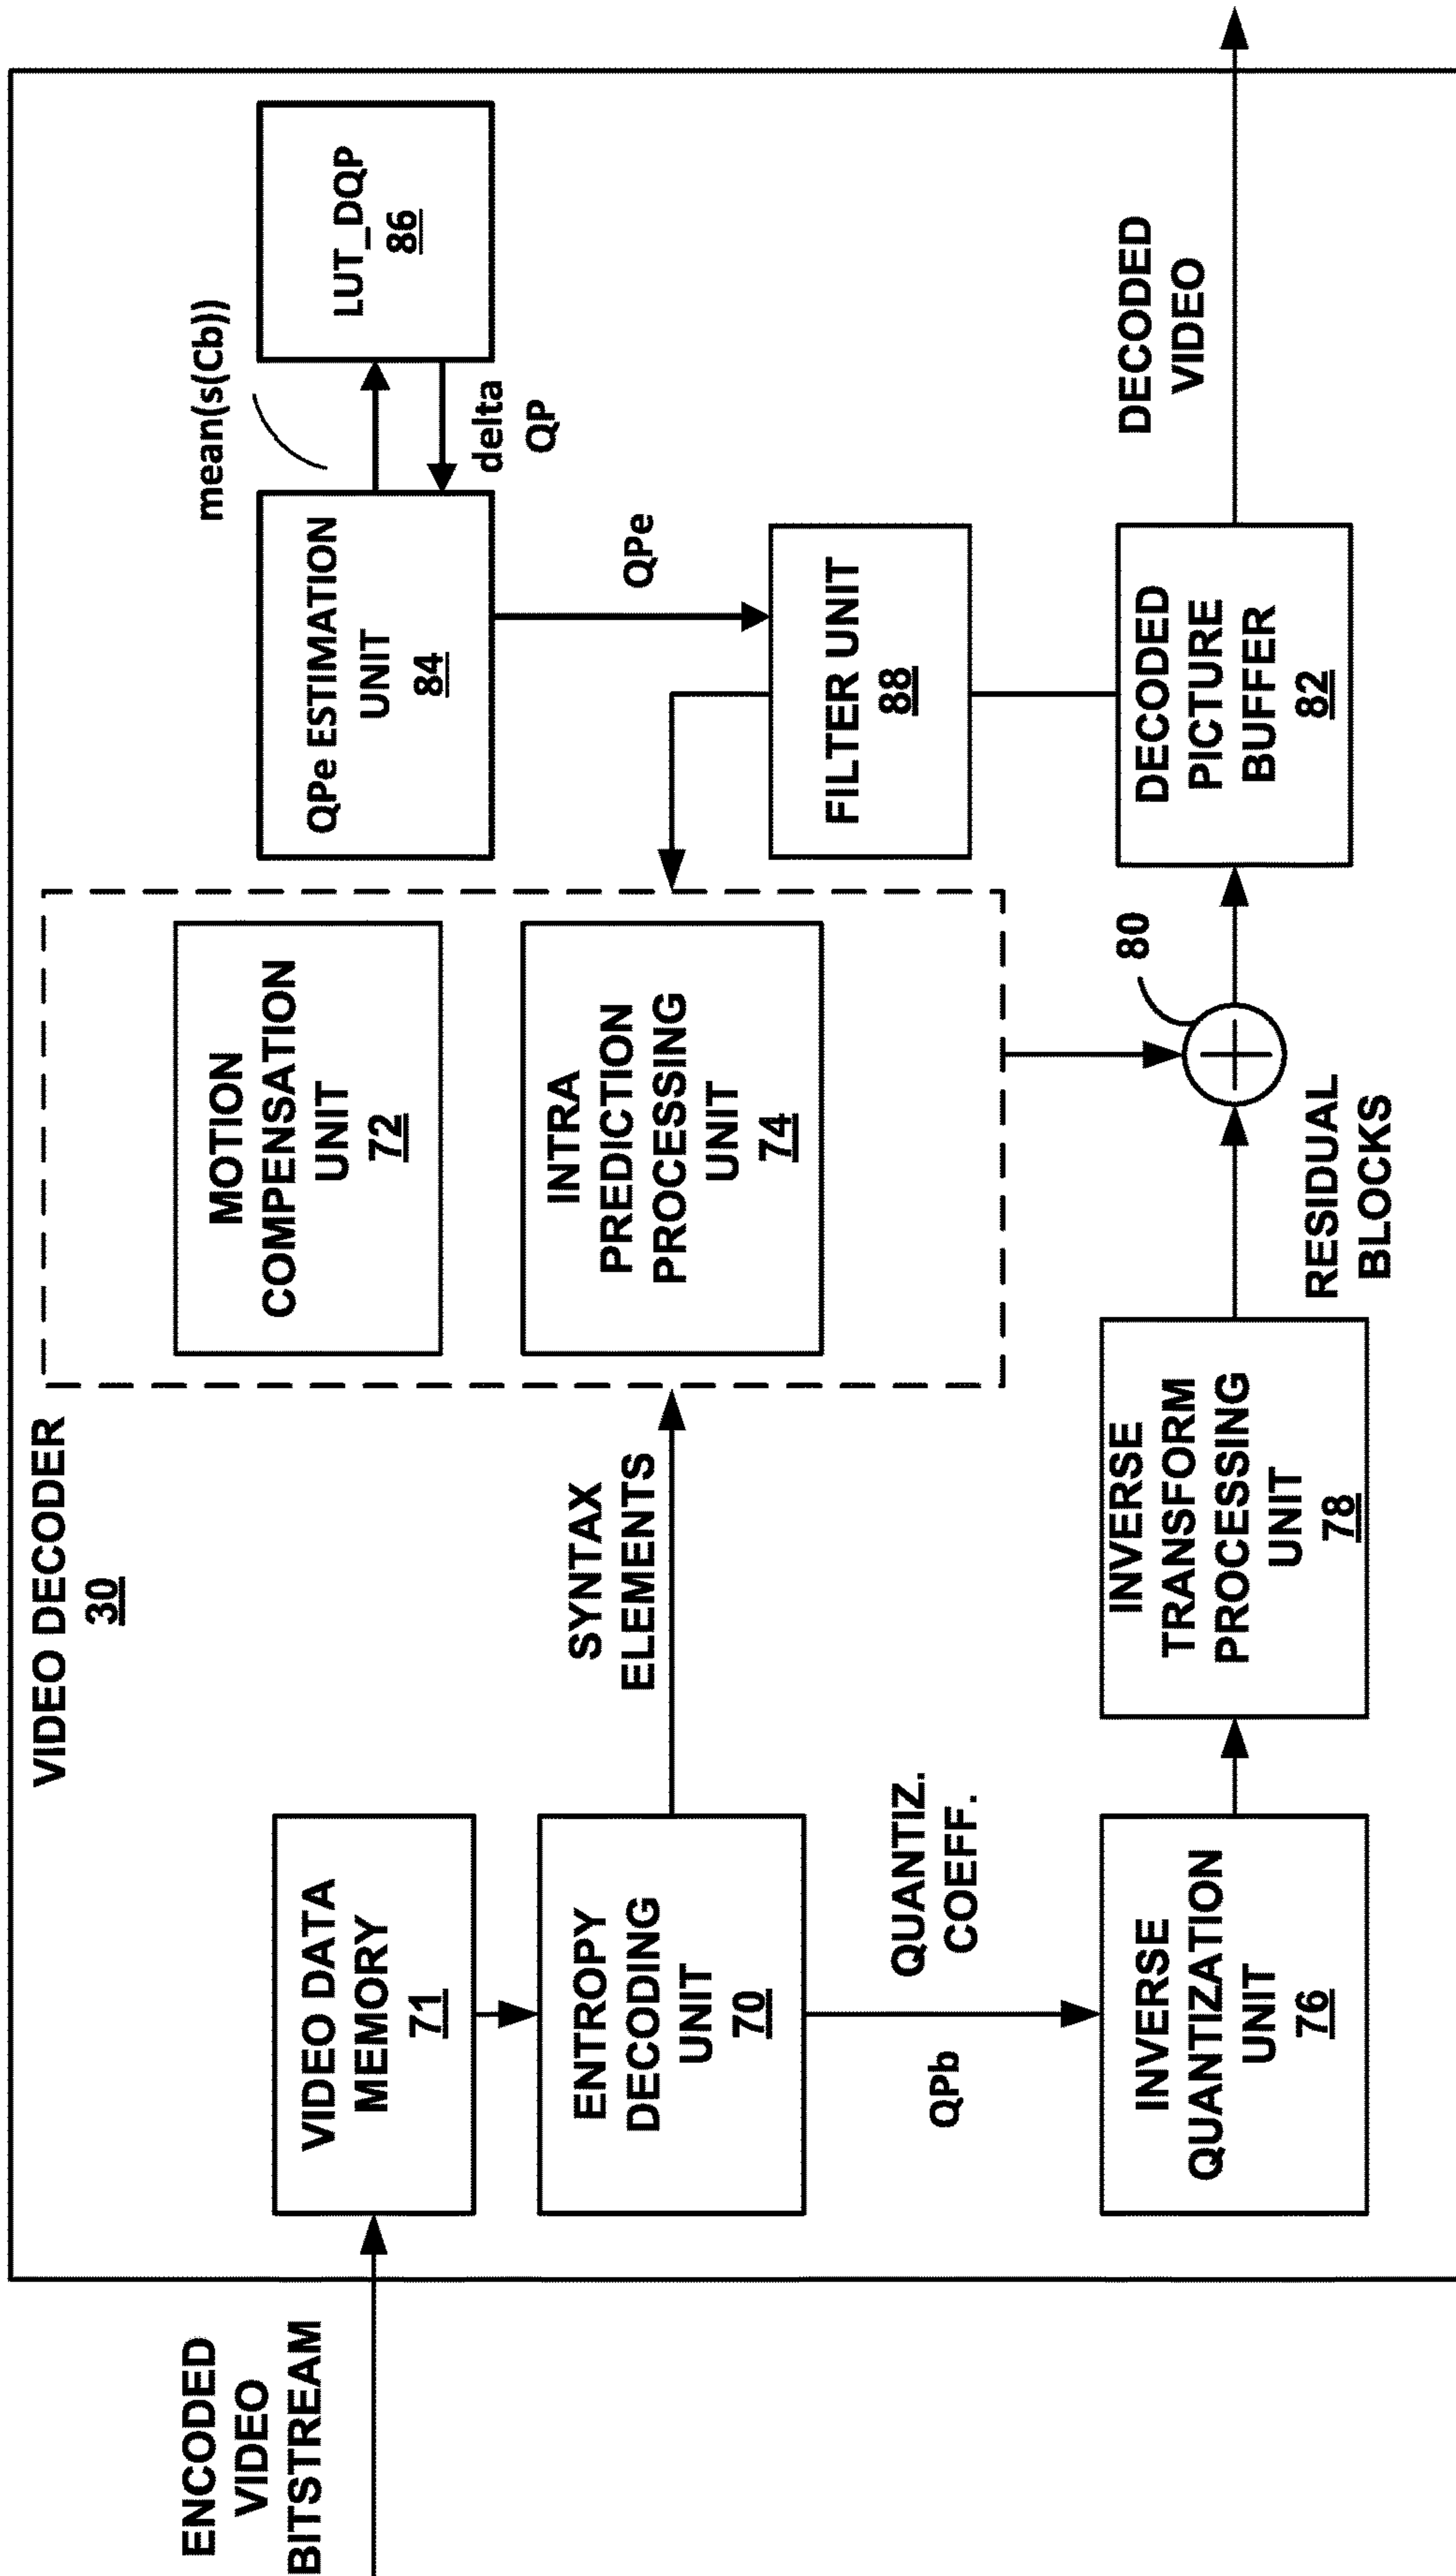 VIDEO DECODER
30
ENCODED
VIDEO
BITSTREAM
VIDEO DATA
MEMORY
71
ENTROPY
DECODING
UNIT
70
SYNTAX
ELEMENTS
MOTION
COMPENSATION
UNIT
72
INTRA
PREDICTION
PROCESSING
UNIT
74
QPe ESTIMATION
UNIT
84
mean(s(Cb))
delta
QP
LUT_DQP
86
QPe
FILTER UNIT
88
QPb
QUANTIZ.
COEFF.
INVERSE
QUANTIZATION
UNIT
76
INVERSE
TRANSFORM
PROCESSING
UNIT
78
RESIDUAL
BLOCKS
80
DECODED
PICTURE
BUFFER
82
DECODED
VIDEO